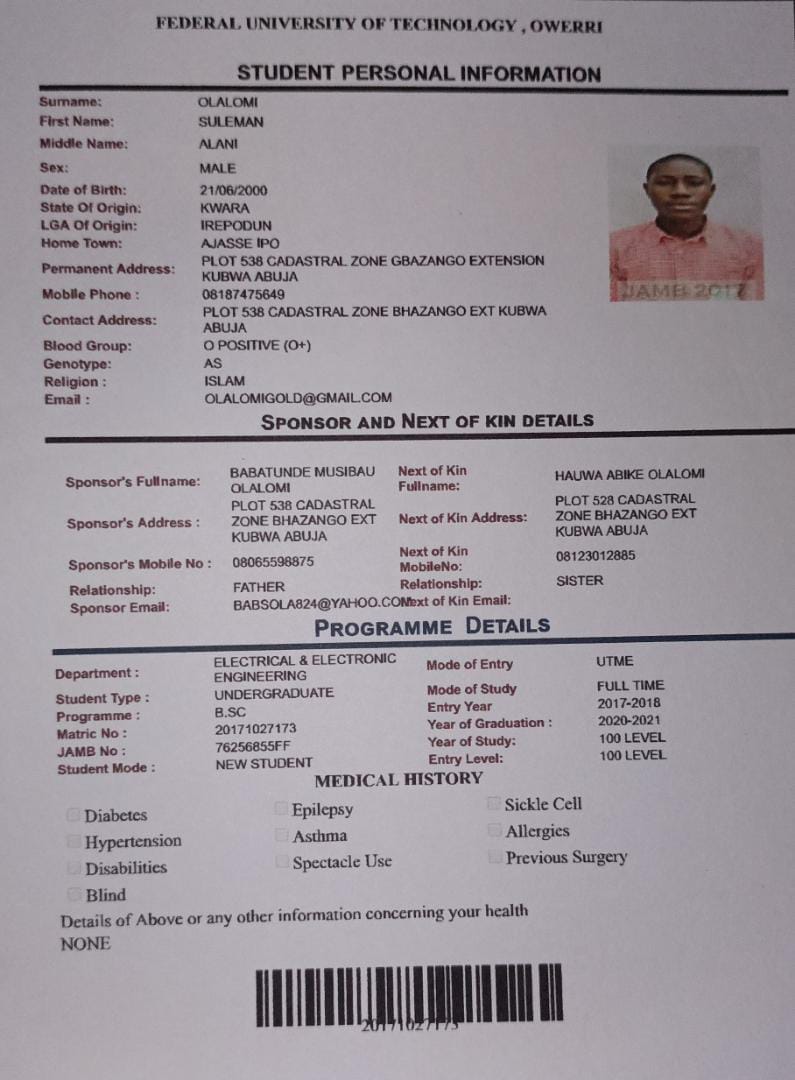 FEDERAL UNIVERSITY OF TECHNOLOGY , OWERRI
STUDENT PERSONAL INFORMATION
Surname: OLALOMI
First Name: SULEMAN
Middle Name: ALANI
Sex: MALE
Date of Birth: 21/06/2000
State Of Origin: KWARA
LGA Of Origin: IREPODUN
Home Town: AJASSE IPO
Permanent Address: PLOT 538 CADASTRAL ZONE GBAZANGO EXTENSION
KUBWA ABUJA
Mobile Phone : 08187475649
Contact Address: PLOT 538 CADASTRAL ZONE BHAZANGO EXT KUBWA
ABUJA
Blood Group: O POSITIVE (O+)
Genotype: AS
Religion : ISLAM
Email : OLALOMIGOLD@GMAIL.COM
JAMB 2017
SPONSOR AND NEXT OF KIN DETAILS
Sponsor's Fullname: BABATUNDE MUSIBAU
OLALOMI
Next of Kin
Fullname: HAUWA ABIKE OLALOMI
Sponsor's Address : PLOT 538 CADASTRAL
ZONE BHAZANGO EXT
KUBWA ABUJA
Next of Kin Address: PLOT 528 CADASTRAL
ZONE BHAZANGO EXT
KUBWA ABUJA
Sponsor's Mobile No : 08065598875
Next of Kin
MobileNo: 08123012885
Relationship: FATHER Relationship: SISTER
Sponsor Email: BABSOLA824@YAHOO.COM Next of Kin Email:
PROGRAMME DETAILS
Department : ELECTRICAL & ELECTRONIC
ENGINEERING
Mode of Entry UTME
Student Type : UNDERGRADUATE Mode of Study FULL TIME
Programme : B.SC Entry Year 2017-2018
Matric No : 20171027173 Year of Graduation : 2020-2021
JAMB No : 76256855FF Year of Study: 100 LEVEL
Student Mode : NEW STUDENT Entry Level: 100 LEVEL
MEDICAL HISTORY
Diabetes Epilepsy Sickle Cell
Hypertension Asthma Allergies
Disabilities Spectacle Use Previous Surgery
Blind
Details of Above or any other information concerning your health
NONE
20171027173